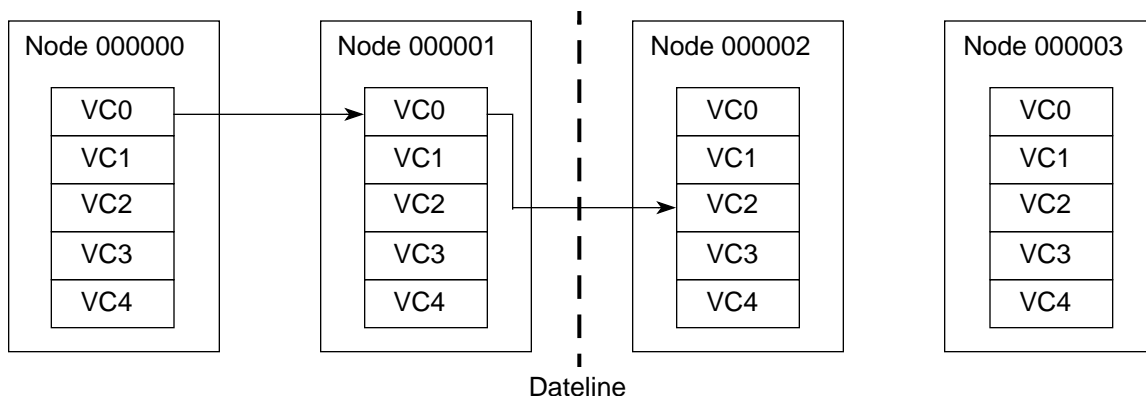 Node 000000
VC0
VC1
VC2
VC3
VC4
Node 000001
VC0
VC1
VC2
VC3
VC4
Node 000002
VC0
VC1
VC2
VC3
VC4
Node 000003
VC0
VC1
VC2
VC3
VC4
Dateline